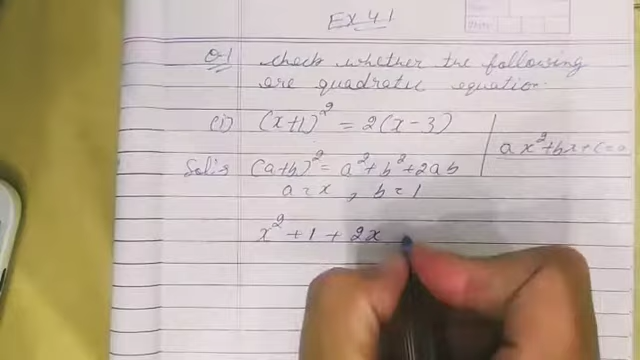 Ex 4.1
Q.1 check whether the following
are quadratic equation.
(i) (x+1)² = 2(x-3)
ax²+bx+c=0
Sol:- (a+b)² = a²+b²+2ab
a = x , b = 1
x² + 1 + 2x